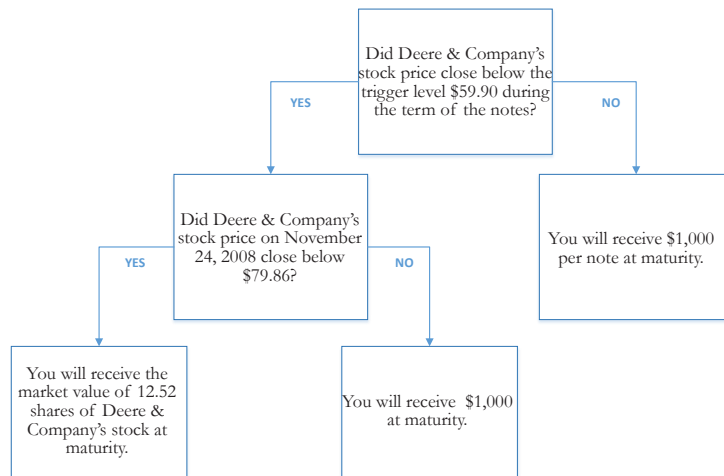 Did Deere & Company's
stock price close below the
trigger level $59.90 during
the term of the notes?
YES
NO
Did Deere & Company's
stock price on November
24, 2008 close below
$79.86?
You will receive $1,000
per note at maturity.
YES
NO
You will receive the
market value of 12.52
shares of Deere &
Company's stock at
maturity.
You will receive $1,000
at maturity.